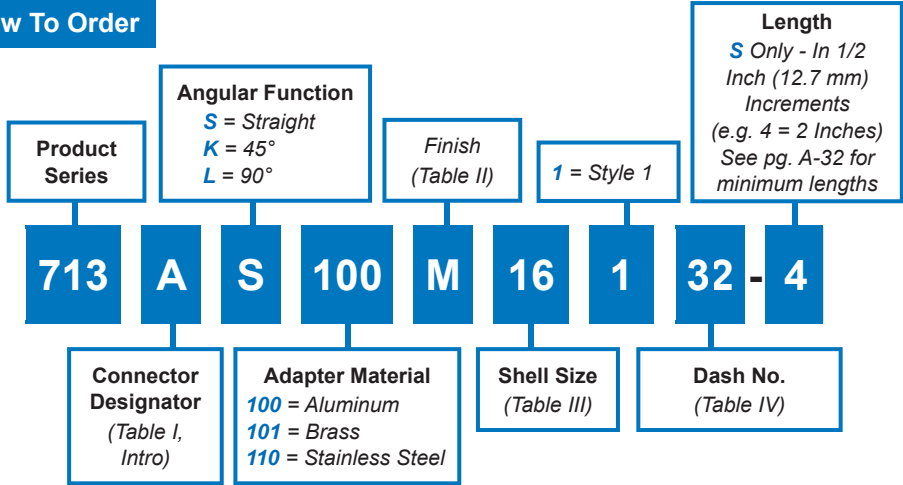 w To Order
Length
S Only - In 1/2
Inch (12.7 mm)
Increments
(e.g. 4 = 2 Inches)
See pg. A-32 for
minimum lengths
Angular Function
S = Straight
K = 45°
L = 90°
Product
Series
Finish
(Table II)
1 = Style 1
713 A S 100 M 16 1 32 - 4
Connector
Designator
(Table I,
Intro)
Adapter Material
100 = Aluminum
101 = Brass
110 = Stainless Steel
Shell Size
(Table III)
Dash No.
(Table IV)